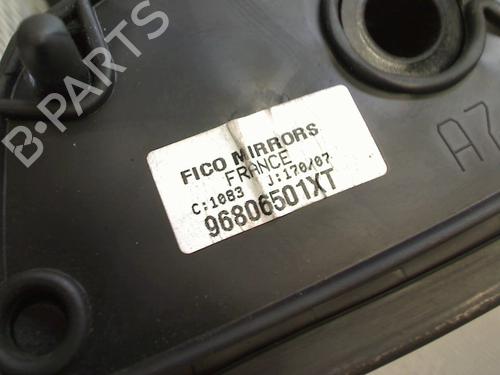 FICO MIRRORS
FRANCE
C:1083 J:170/07
96806501XT
A7
B-PARTS